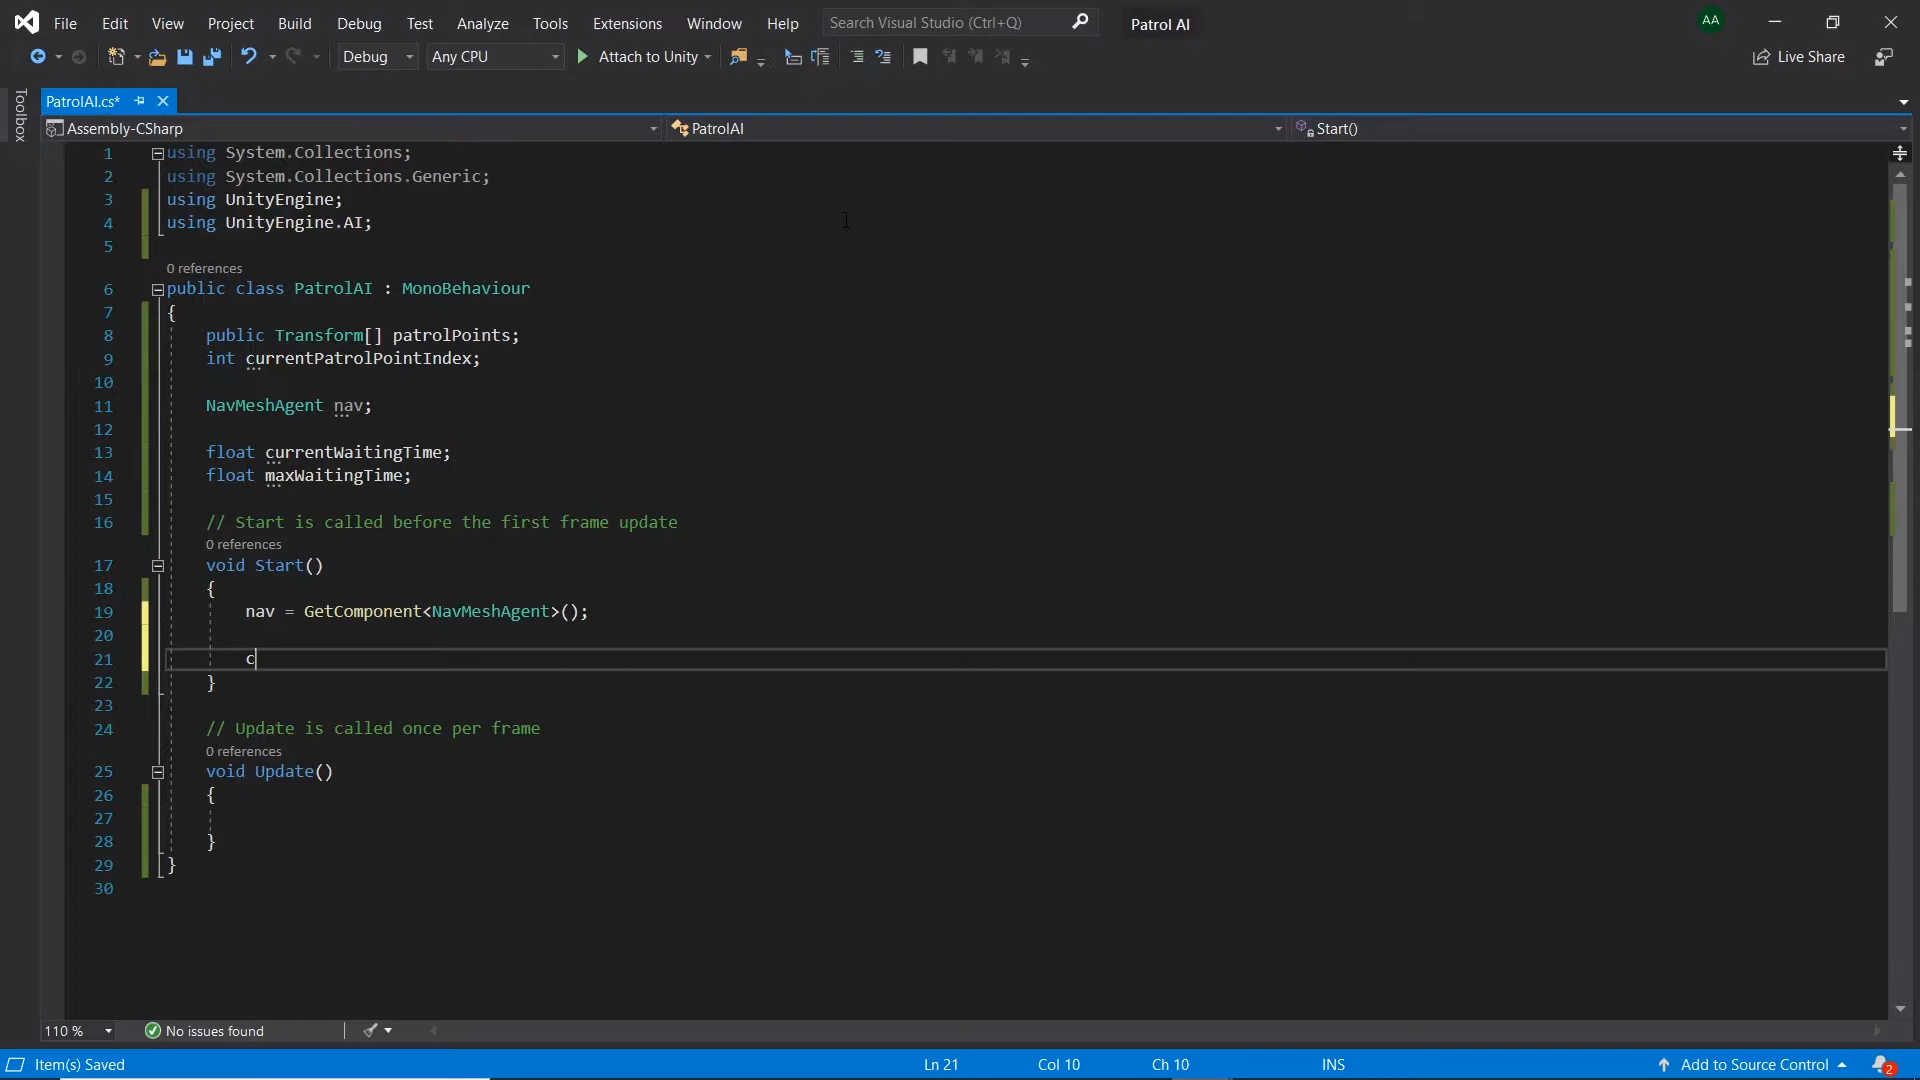 File Edit View Project Build Debug Test Analyze Tools Extensions Window Help Search Visual Studio (Ctrl+Q) Patrol AI AA
Debug Any CPU Attach to Unity Live Share
Toolbox
PatrolAI.cs*
Assembly-CSharp PatrolAI Start()
1 using System.Collections;
2 using System.Collections.Generic;
3 using UnityEngine;
4 using UnityEngine.AI;
5
0 references
6 public class PatrolAI : MonoBehaviour
7 {
8 public Transform[] patrolPoints;
9 int currentPatrolPointIndex;
10
11 NavMeshAgent nav;
12
13 float currentWaitingTime;
14 float maxWaitingTime;
15
16 // Start is called before the first frame update
0 references
17 void Start()
18 {
19 nav = GetComponent<NavMeshAgent>();
20
21 c
22 }
23
24 // Update is called once per frame
0 references
25 void Update()
26 {
27
28 }
29 }
30
110 % No issues found
Item(s) Saved Ln 21 Col 10 Ch 10 INS Add to Source Control 2